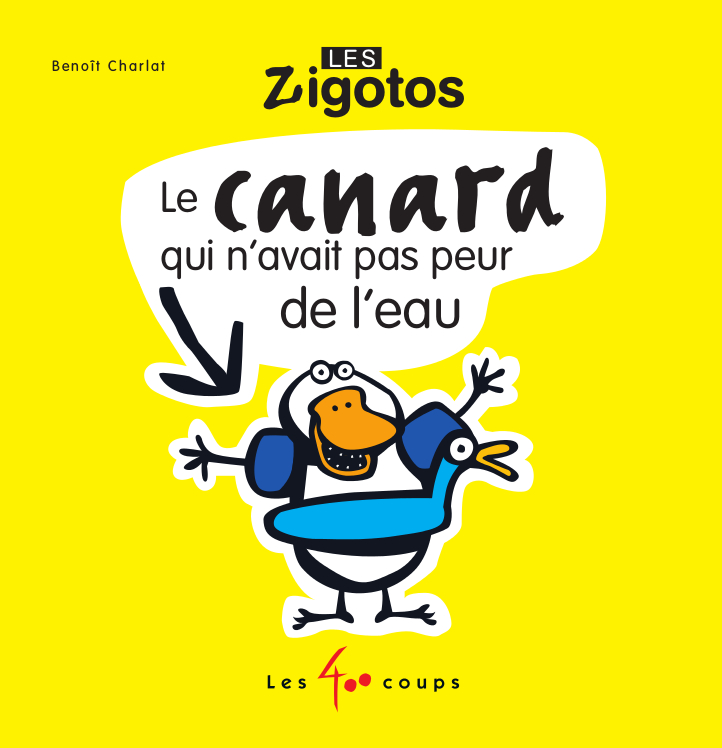 Benoît Charlat
LES
Zigotos
Le canard
qui n'avait pas peur
de l'eau
Les 400 coups